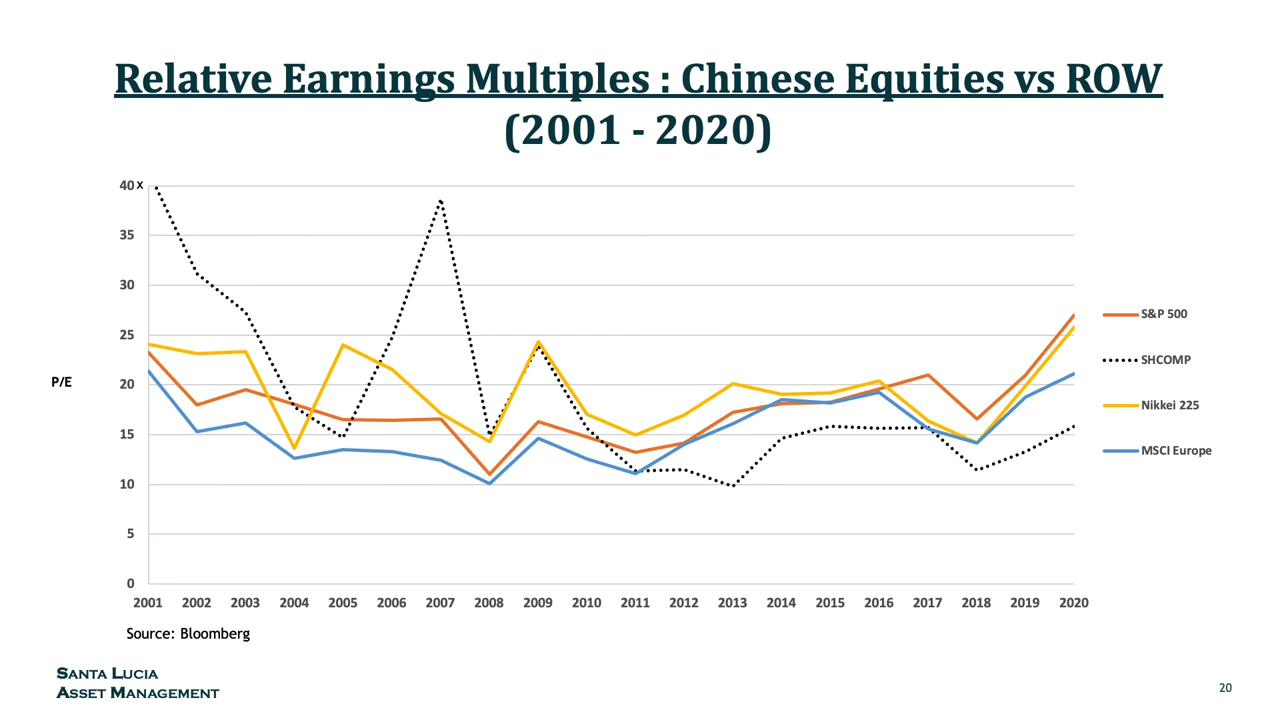 Relative Earnings Multiples : Chinese Equities vs ROW
(2001 - 2020)
40 x
35
30
25
20
15
10
5
0
P/E
2001 2002 2003 2004 2005 2006 2007 2008 2009 2010 2011 2012 2013 2014 2015 2016 2017 2018 2019 2020
S&P 500
SHCOMP
Nikkei 225
MSCI Europe
Source: Bloomberg
SANTA LUCIA
ASSET MANAGEMENT
20